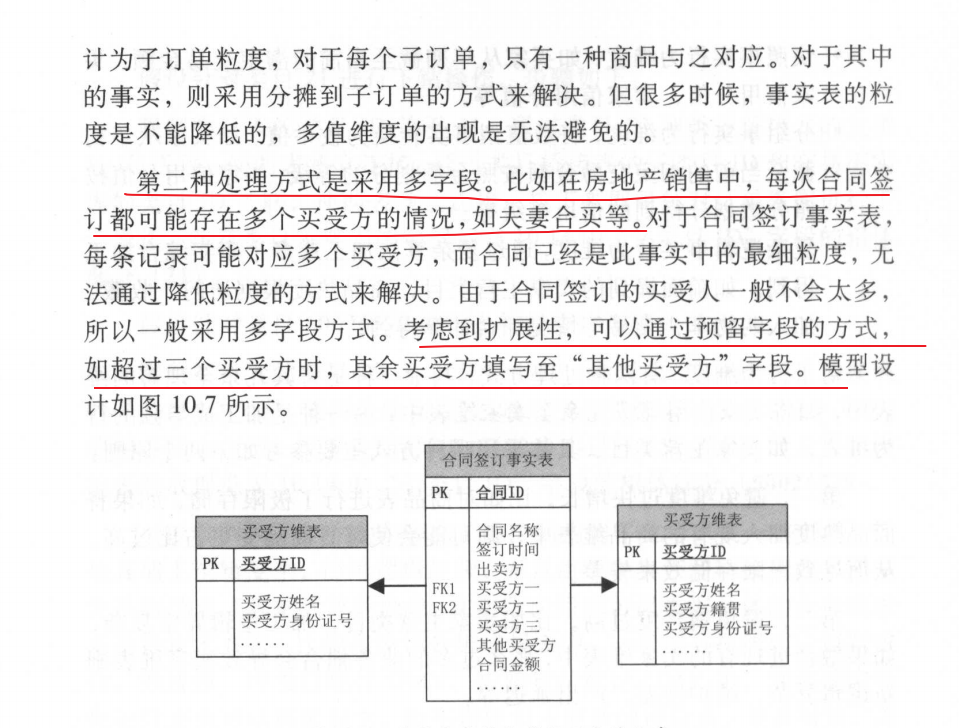 计为子订单粒度，对于每个子订单，只有一种商品与之对应。对于其中
的事实，则采用分摊到子订单的方式来解决。但很多时候，事实表的粒
度是不能降低的，多值维度的出现是无法避免的。
第二种处理方式是采用多字段。比如在房地产销售中，每次合同签
订都可能存在多个买受方的情况，如夫妻合买等。对于合同签订事实表，
每条记录可能对应多个买受方，而合同已经是此事实中的最细粒度，无
法通过降低粒度的方式来解决。由于合同签订的买受人一般不会太多，
所以一般采用多字段方式。考虑到扩展性，可以通过预留字段的方式，
如超过三个买受方时，其余买受方填写至“其他买受方”字段。模型设
计如图 10.7 所示。
买受方维表
PK 买受方ID
买受方姓名
买受方身份证号
······
合同签订事实表
PK 合同ID
合同名称
签订时间
出卖方
FK1 买受方一
FK2 买受方二
买受方三
其他买受方
合同金额
······
买受方维表
PK 买受方ID
买受方姓名
买受方籍贯
买受方身份证号
······